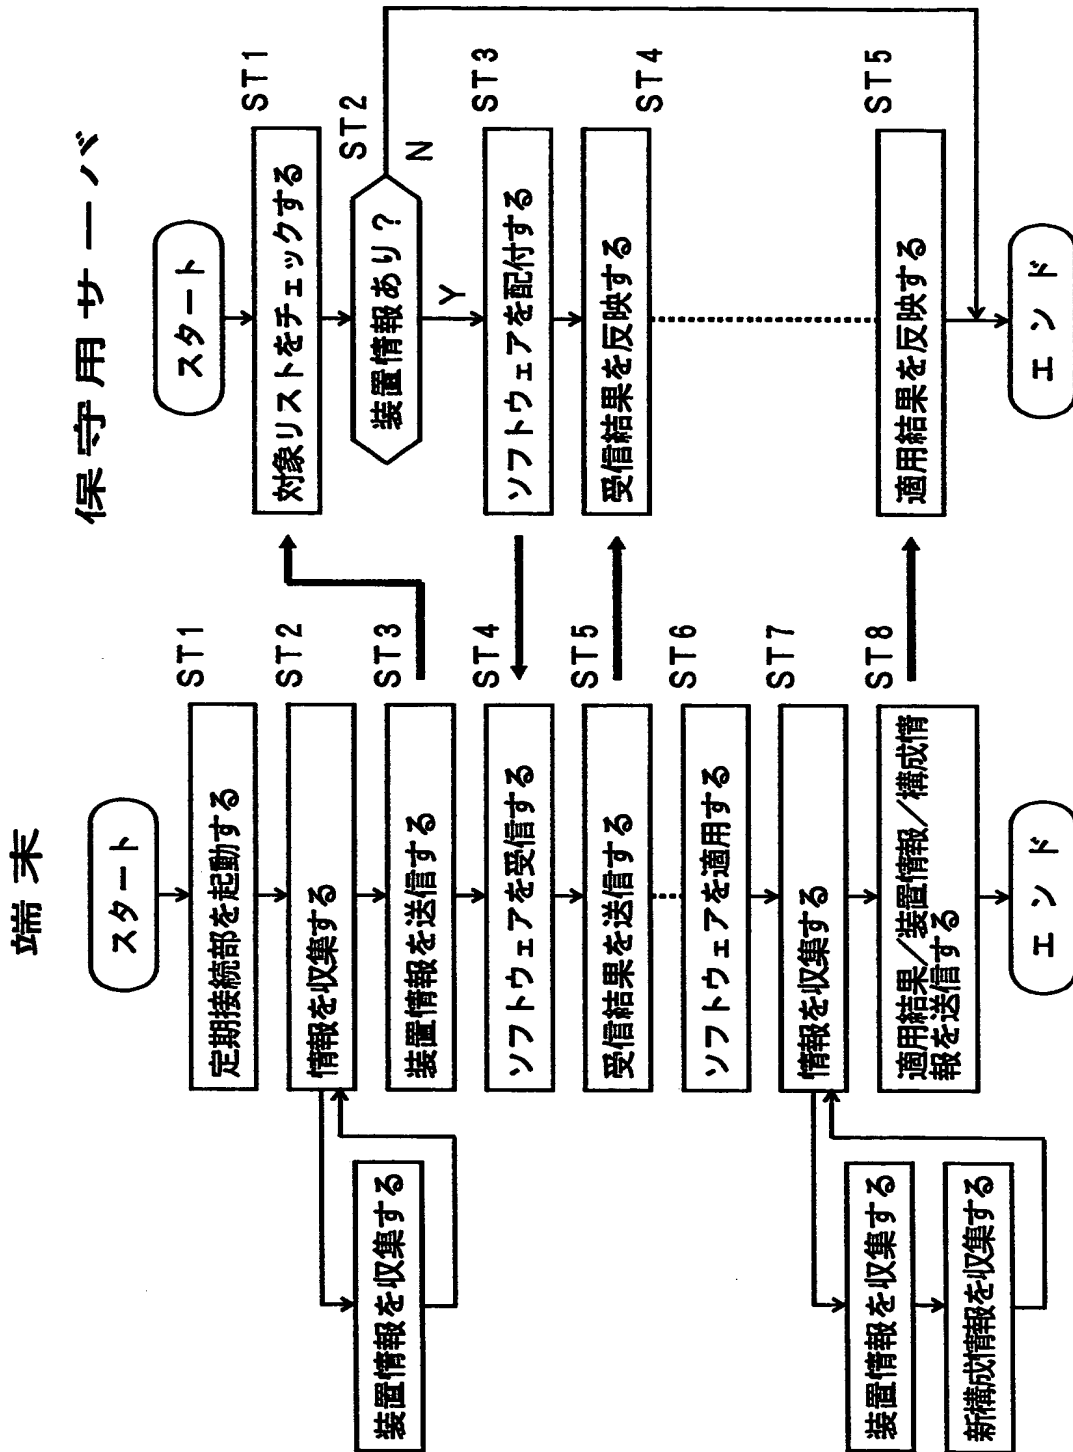 端末
スタート
定期接続部を起動する
ST1
情報を収集する
ST2
装置情報を収集する
装置情報を送信する
ST3
ソフトウェアを受信する
ST4
受信結果を送信する
ST5
ソフトウェアを適用する
ST6
情報を収集する
ST7
装置情報を収集する
新構成情報を収集する
適用結果/装置情報/構成情
報を送信する
ST8
エンド
保守用サーバ
スタート
対象リストをチェックする
ST1
装置情報あり?
ST2
N
Y
ソフトウェアを配付する
ST3
受信結果を反映する
ST4
適用結果を反映する
ST5
エンド